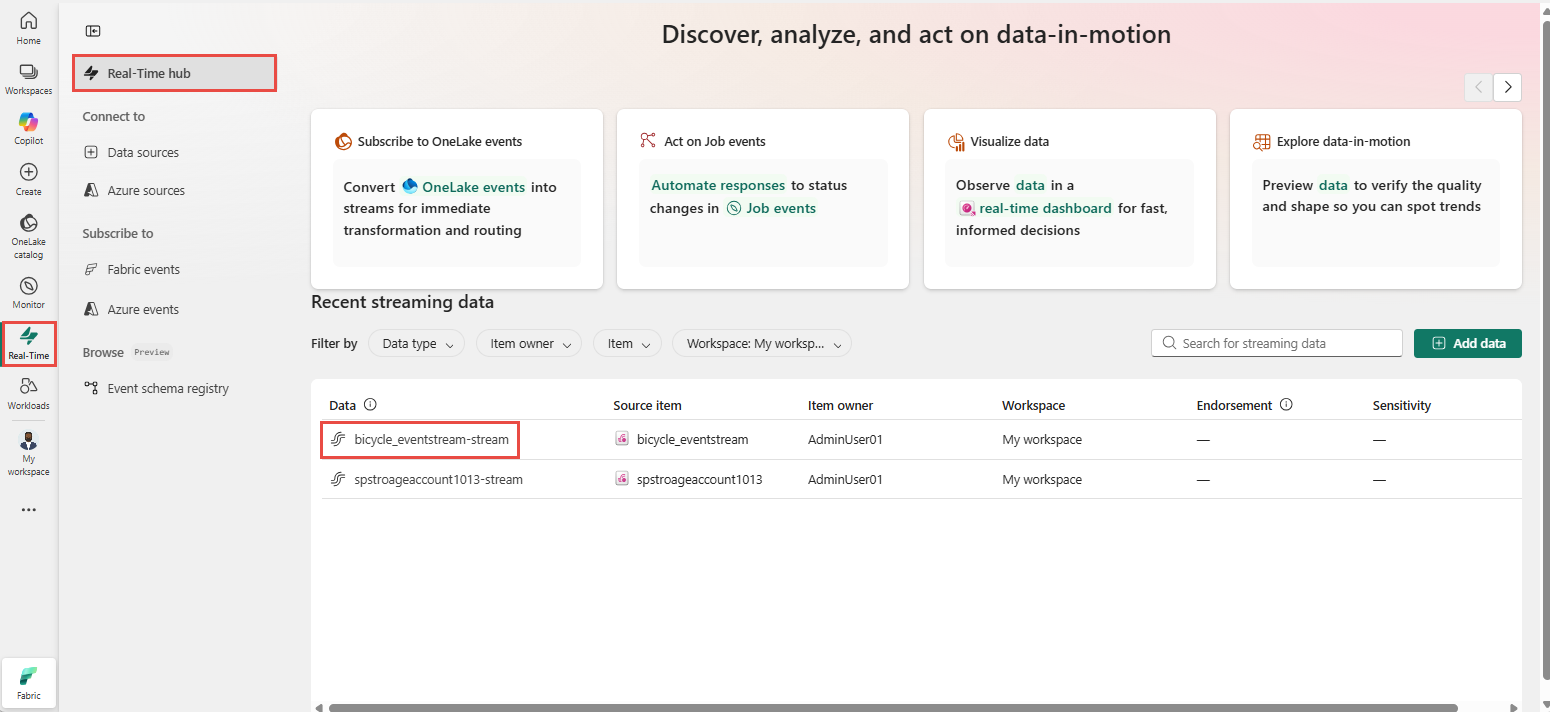 Home
Workspaces
Copilot
Create
OneLake
catalog
Monitor
Real-Time
Workloads
My
workspace
Fabric
Real-Time hub
Connect to
Data sources
Azure sources
Subscribe to
Fabric events
Azure events
Browse Preview
Event schema registry
Discover, analyze, and act on data-in-motion
Subscribe to OneLake events
Convert OneLake events into
streams for immediate
transformation and routing
Act on Job events
Automate responses to status
changes in Job events
Visualize data
Observe data in a
real-time dashboard for fast,
informed decisions
Explore data-in-motion
Preview data to verify the quality
and shape so you can spot trends
Recent streaming data
Filter by Data type Item owner Item Workspace: My worksp... Search for streaming data Add data
Data Source item Item owner Workspace Endorsement Sensitivity
bicycle_eventstream-stream bicycle_eventstream AdminUser01 My workspace — —
spstroageaccount1013-stream spstroageaccount1013 AdminUser01 My workspace — —